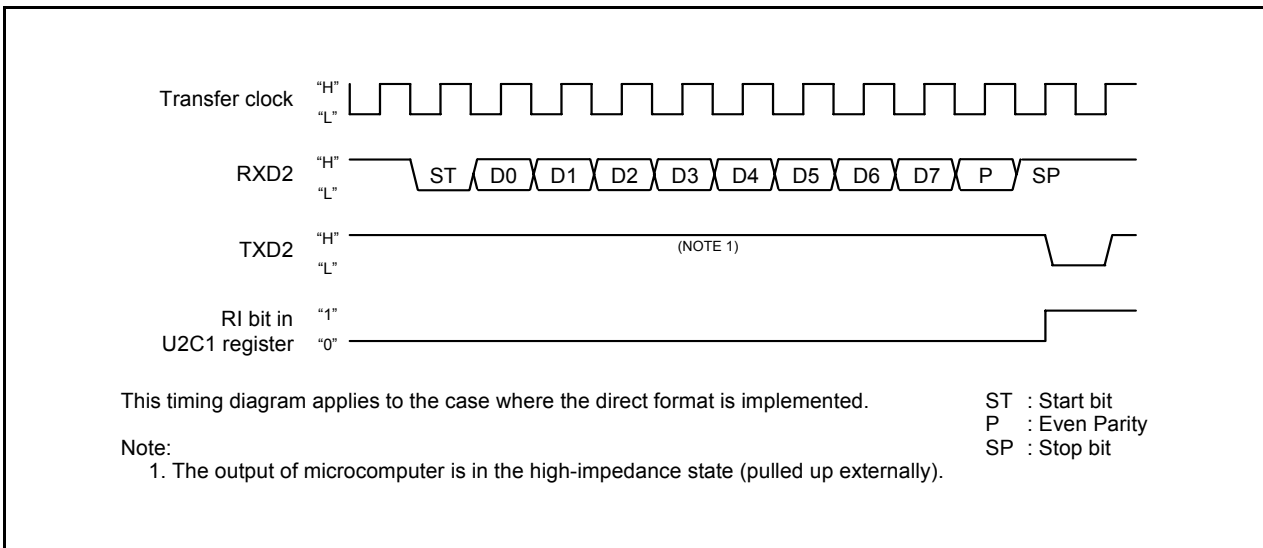 Transfer clock
“H”
“L”
RXD2
“H”
“L”
ST D0 D1 D2 D3 D4 D5 D6 D7 P SP
TXD2
“H”
“L”
(NOTE 1)
RI bit in
U2C1 register
“1”
“0”
This timing diagram applies to the case where the direct format is implemented.
Note:
1. The output of microcomputer is in the high-impedance state (pulled up externally).
ST : Start bit
P : Even Parity
SP : Stop bit